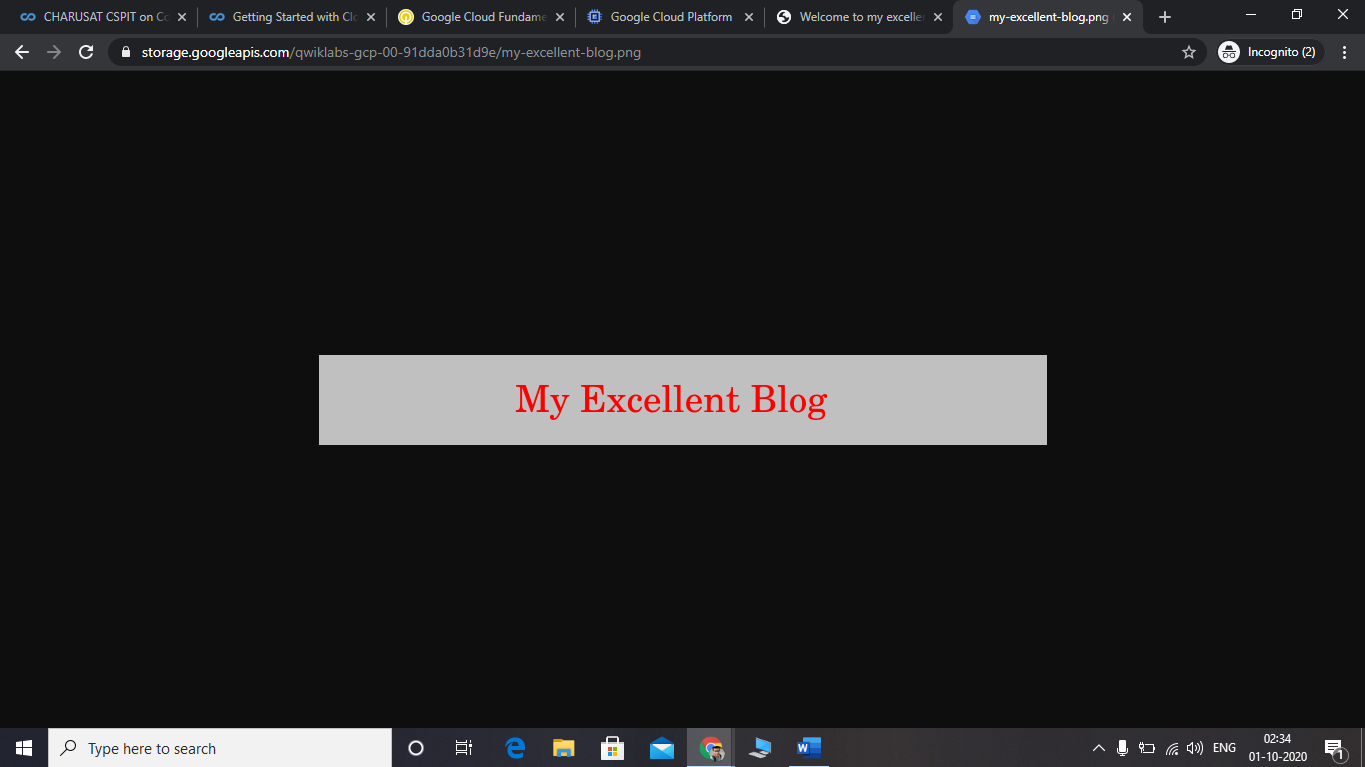 CHARUSAT CSPIT on Co
Getting Started with Clo
Google Cloud Fundame
Google Cloud Platform
Welcome to my excelle
my-excellent-blog.png
storage.googleapis.com/qwiklabs-gcp-00-91dda0b31d9e/my-excellent-blog.png
Incognito (2)
My Excellent Blog
Type here to search
ENG
02:34
01-10-2020
1